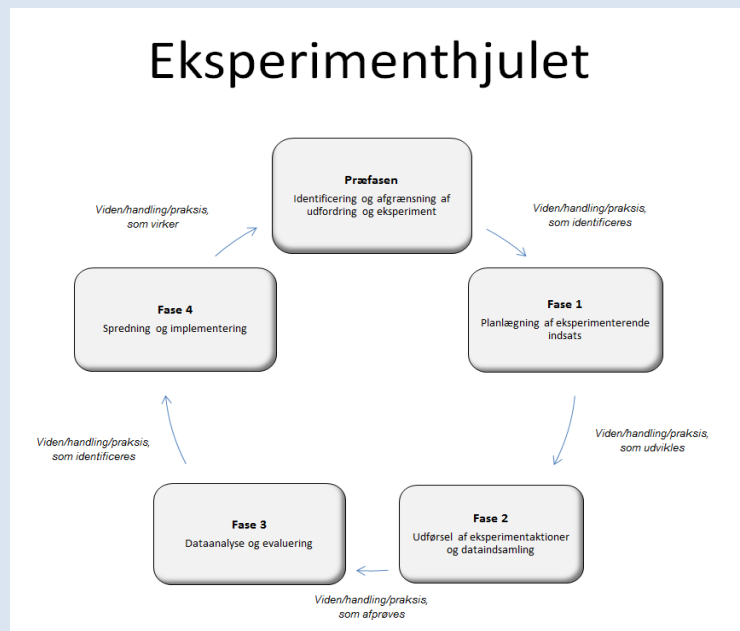 Eksperimenthjulet
Præfasen
Identificering og afgrænsning af
udfordring og eksperiment
Viden/handling/praksis,
som identificeres
Fase 1
Planlægning af eksperimenterende
indsats
Viden/handling/praksis,
som udvikles
Fase 2
Udførsel af eksperimentaktioner
og dataindsamling
Viden/handling/praksis,
som afprøves
Fase 3
Dataanalyse og evaluering
Viden/handling/praksis,
som identificeres
Fase 4
Spredning og implementering
Viden/handling/praksis,
som virker